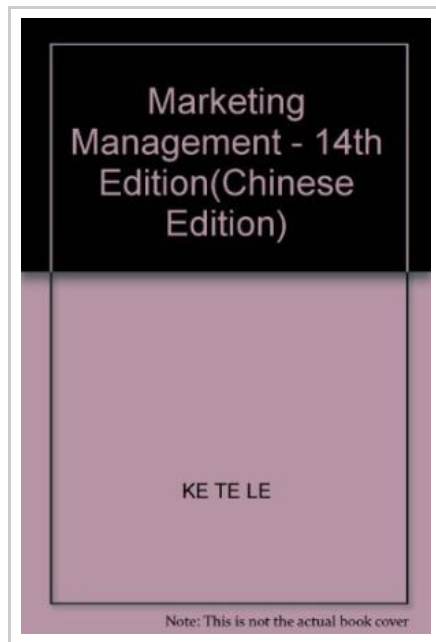 Marketing
Management - 14th
Edition(Chinese
Edition)
KE TE LE
Note: This is not the actual book cover